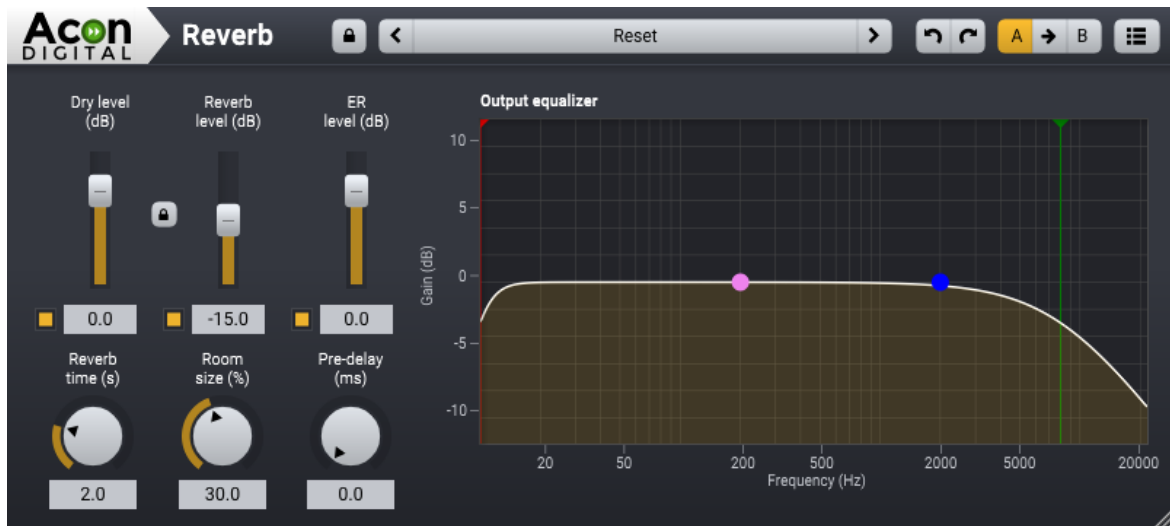 Acon
DIGITAL
Reverb
Reset
A
B
Dry level
(dB)
Reverb
level (dB)
ER
level (dB)
0.0
-15.0
0.0
Reverb
time (s)
Room
size (%)
Pre-delay
(ms)
2.0
30.0
0.0
Output equalizer
Gain (dB)
10
5
0
-5
-10
20 50 200 500 2000 5000 20000
Frequency (Hz)